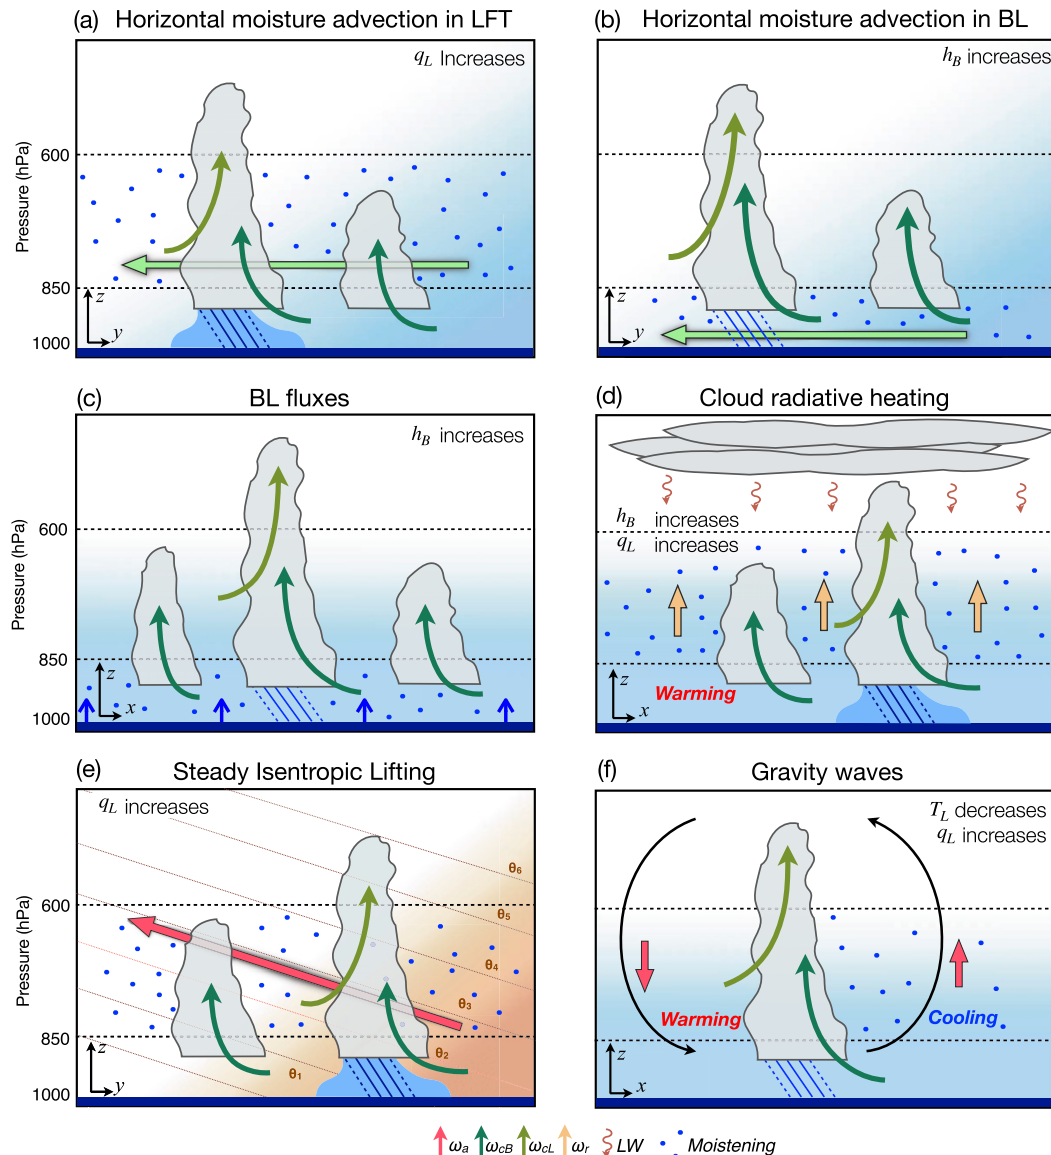 (a) Horizontal moisture advection in LFT
q_L Increases
Pressure (hPa)
600
850
1000
z
y
(b) Horizontal moisture advection in BL
h_B increases
z
y
(c) BL fluxes
h_B increases
Pressure (hPa)
600
850
1000
z
x
(d) Cloud radiative heating
h_B increases
q_L increases
Warming
z
x
(e) Steady Isentropic Lifting
q_L increases
Pressure (hPa)
600
850
1000
θ6
θ5
θ4
θ3
θ2
θ1
z
y
(f) Gravity waves
T_L decreases
q_L increases
Warming
Cooling
z
x
ω_a ω_cB ω_cL ω_r LW Moistening